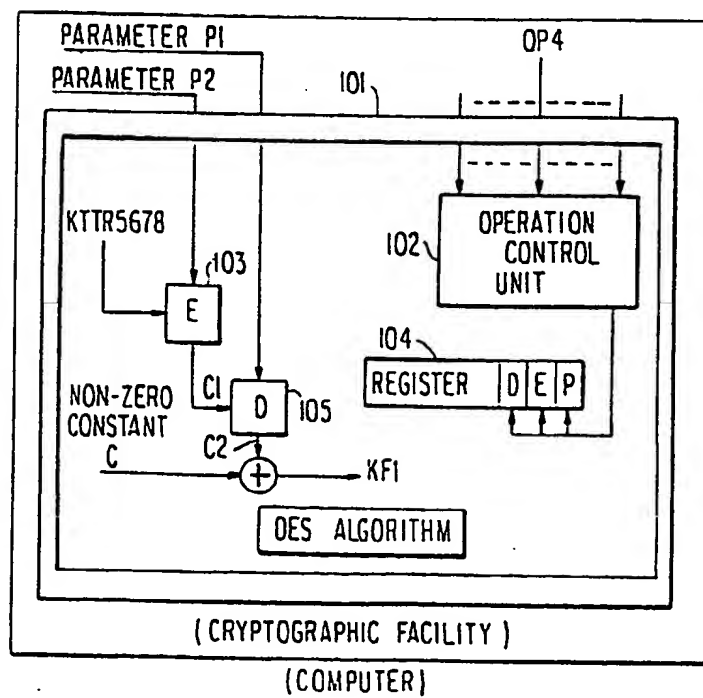 PARAMETER P1
OP4
PARAMETER P2
101
KTTR5678
103
E
OPERATION
CONTROL
UNIT
102
104
REGISTER D E P
C1
NON-ZERO
CONSTANT
D
105
C
C2
+
KF1
DES ALGORITHM
(CRYPTOGRAPHIC FACILITY)
(COMPUTER)